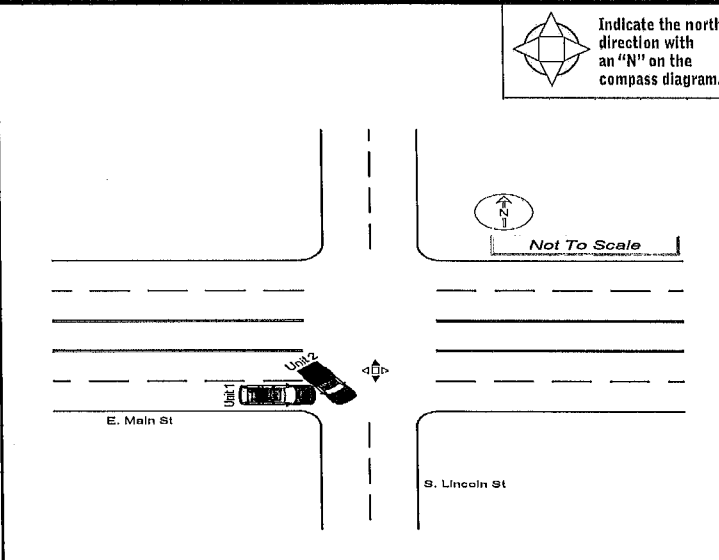 Indicate the north
direction with
an "N" on the
compass diagram.
N
Not To Scale
Unit 2
Unit 1
E. Main St
S. Lincoln St